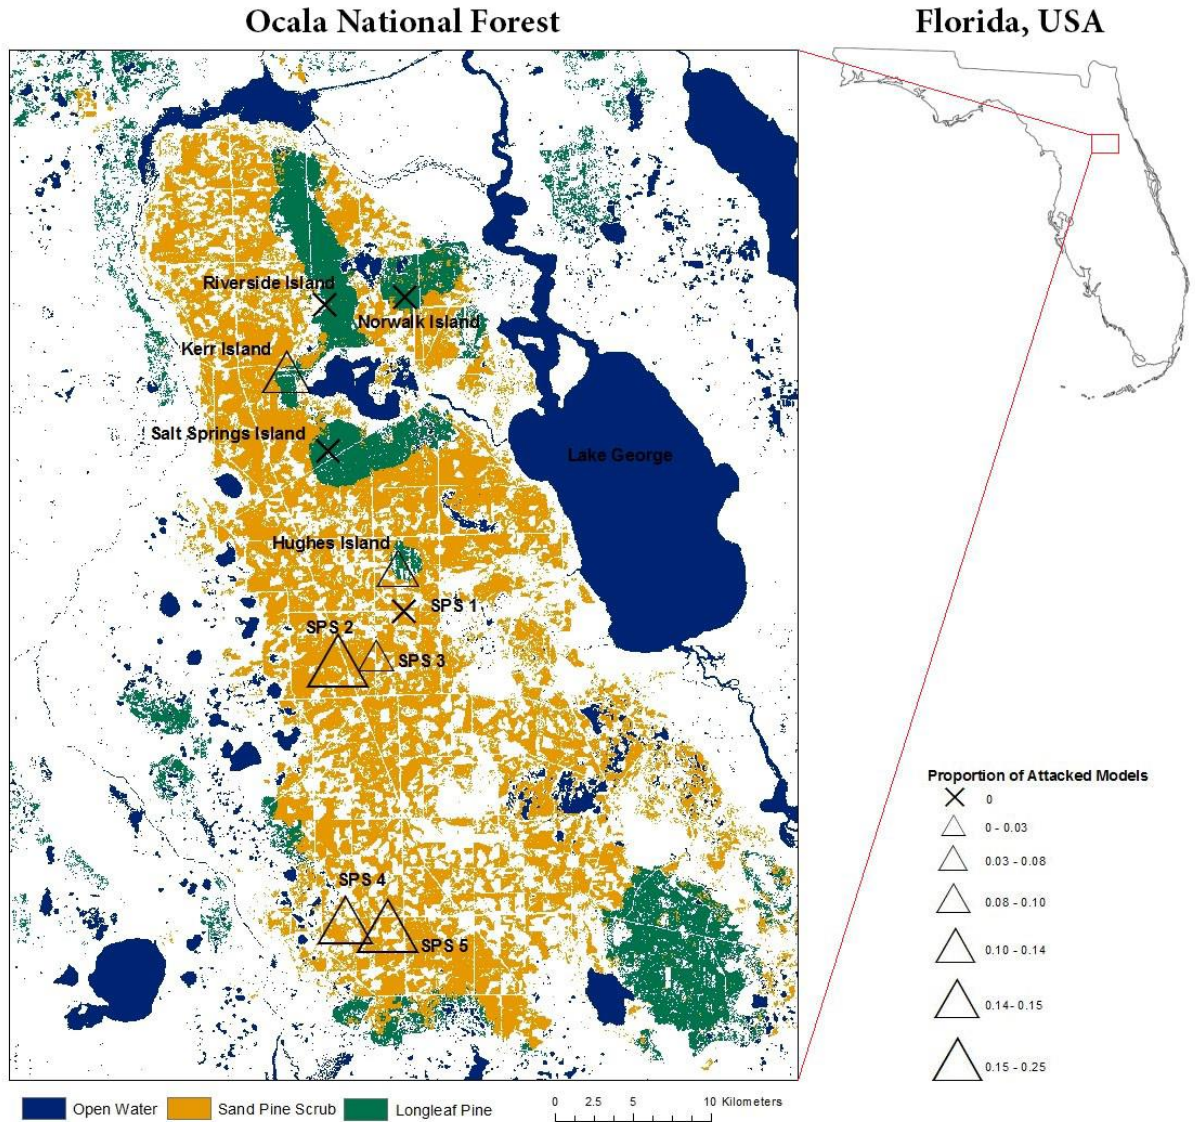 Ocala National Forest
Florida, USA
Riverside Island
Norwalk Island
Kerr Island
Salt Springs Island
Lake George
Hughes Island
SPS 1
SPS 2
SPS 3
SPS 4
SPS 5
Proportion of Attacked Models
0
0 - 0.03
0.03 - 0.08
0.08 - 0.10
0.10 - 0.14
0.14- 0.15
0.15 - 0.25
Open Water
Sand Pine Scrub
Longleaf Pine
0 2.5 5 10 Kilometers